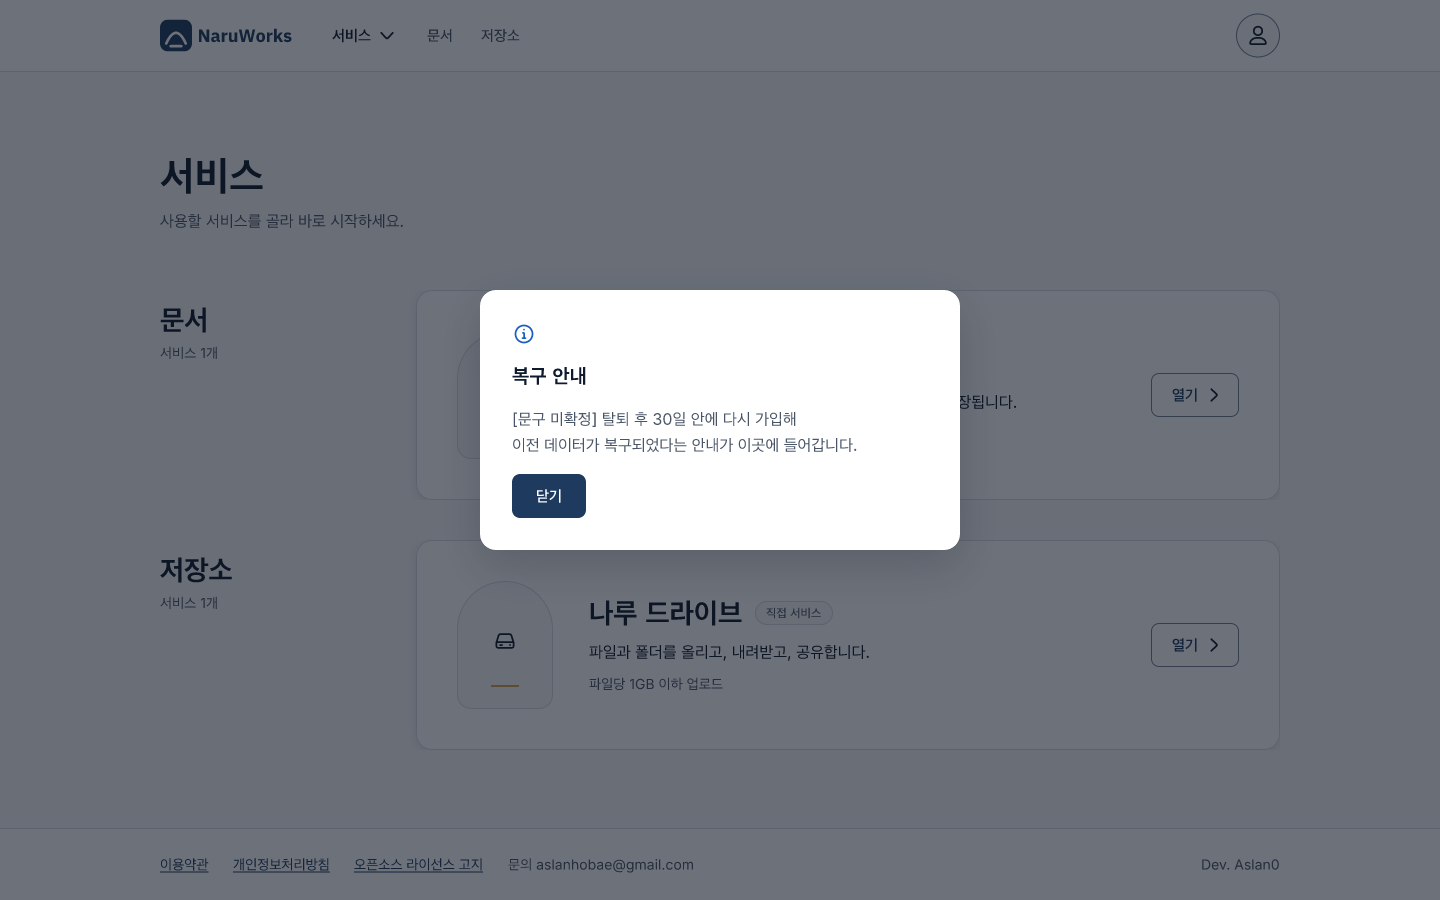 NaruWorks
서비스
문서
저장소
서비스
사용할 서비스를 골라 바로 시작하세요.
문서
서비스 1개
장됩니다.
열기
복구 안내
[문구 미확정] 탈퇴 후 30일 안에 다시 가입해
이전 데이터가 복구되었다는 안내가 이곳에 들어갑니다.
닫기
저장소
서비스 1개
나루 드라이브
직접 서비스
파일과 폴더를 올리고, 내려받고, 공유합니다.
파일당 1GB 이하 업로드
열기
이용약관
개인정보처리방침
오픈소스 라이선스 고지
문의 aslanhobae@gmail.com
Dev. Aslan0